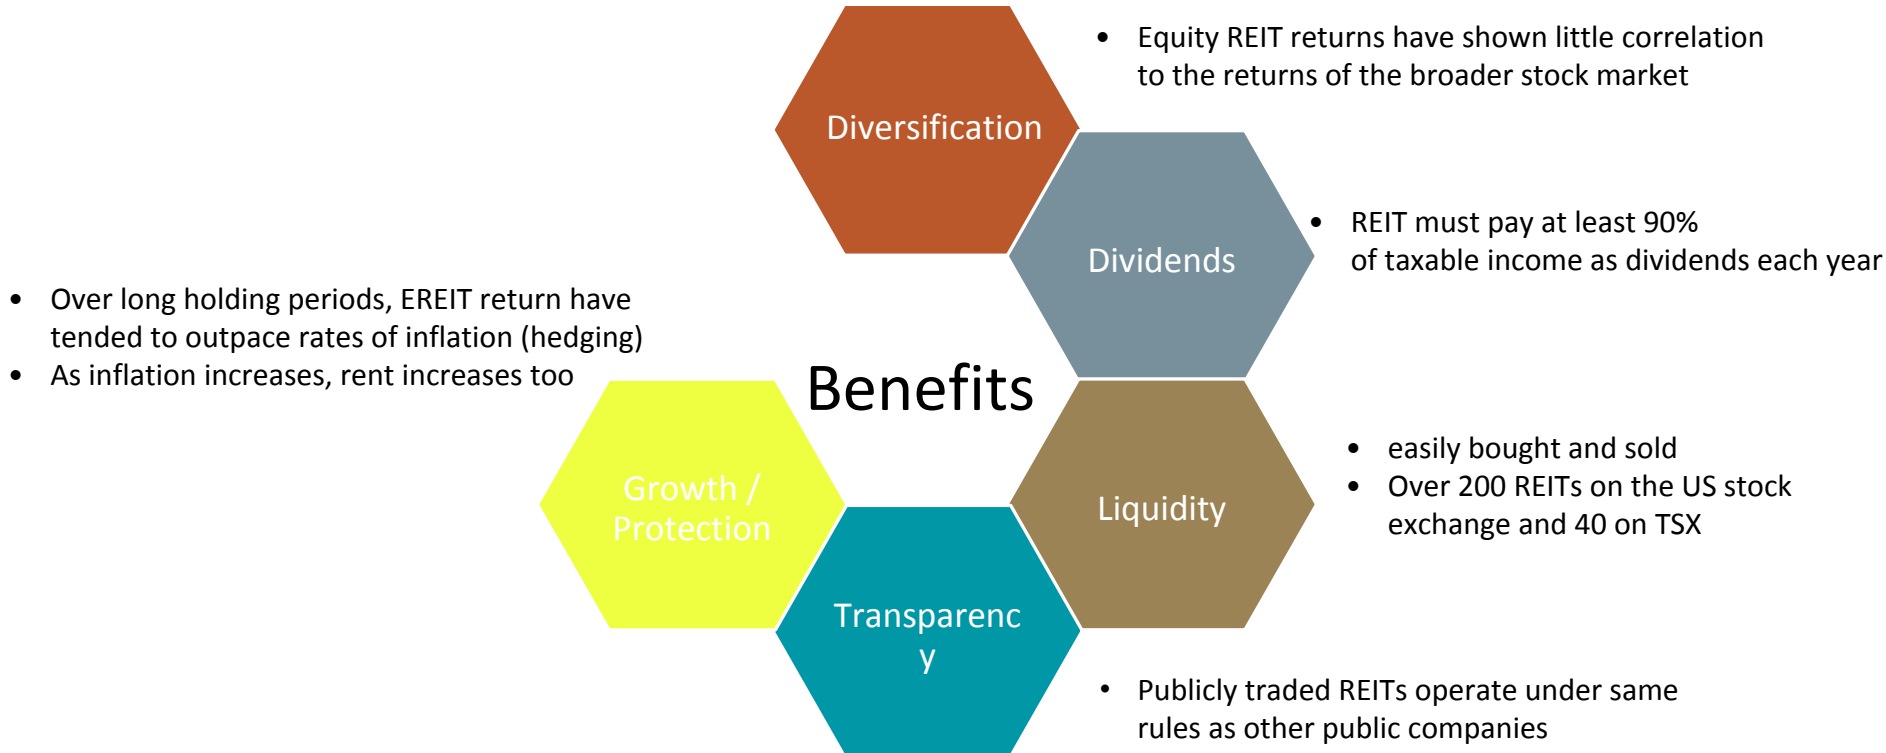 • Equity REIT returns have shown little correlation
to the returns of the broader stock market
Diversification
• REIT must pay at least 90%
of taxable income as dividends each year
Dividends
• Over long holding periods, EREIT return have
tended to outpace rates of inflation (hedging)
• As inflation increases, rent increases too
Benefits
• easily bought and sold
• Over 200 REITs on the US stock
exchange and 40 on TSX
Growth /
Protection
Liquidity
Transparenc
y
• Publicly traded REITs operate under same
rules as other public companies